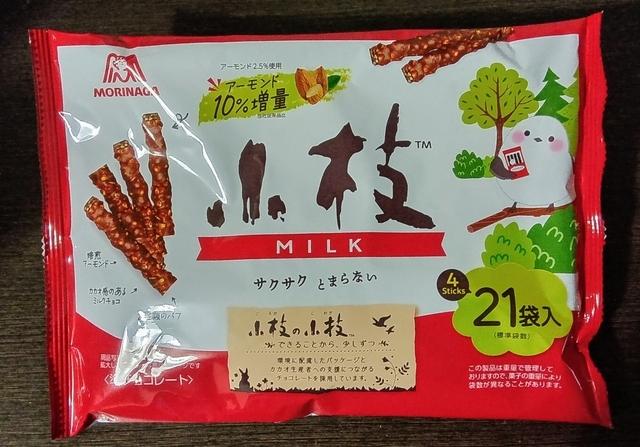 MORINAGA
アーモンド2.5%使用
アーモンド
10%増量
小枝™
MILK
サクサク とまらない
焙煎
アーモンド
カカオ感のある
ミルクチョコ
4
Sticks
21袋入
(標準袋数)
小枝の小枝™
できることから、少しずつ
環境に配慮したパッケージと
カカオ生産者への支援につながる
チョコレートを採用しています。
この製品は重量で管理して
おりますので、菓子の重量により
袋数が異なることがあります。